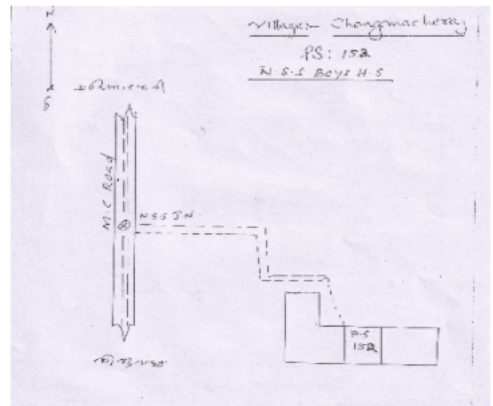 Village:- Changanacherry
PS: 152
N.S.S BOYS H.S
M.C ROAD
NSS JN.
P.S
152